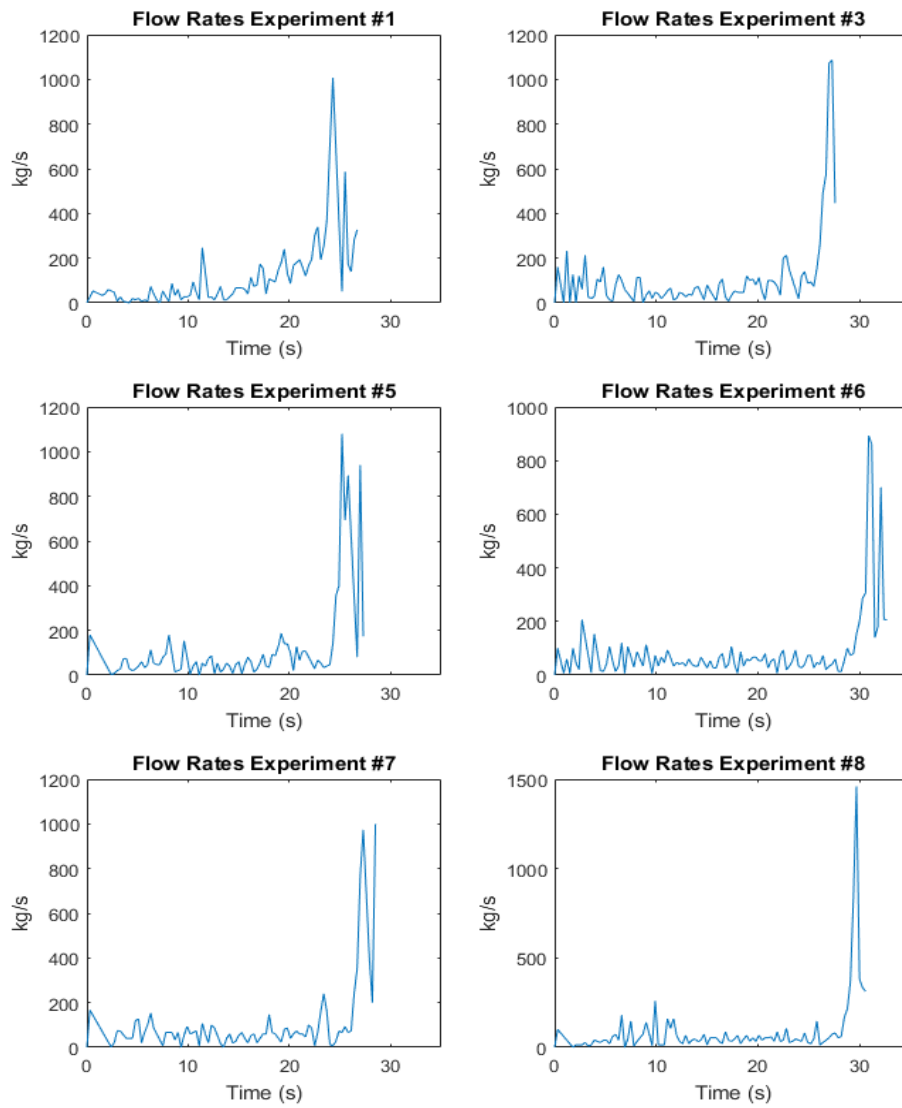 Flow Rates Experiment #1
1200
1000
800
600
400
200
0
kg/s
0 10 20 30
Time (s)
Flow Rates Experiment #3
1200
1000
800
600
400
200
0
kg/s
0 10 20 30
Time (s)
Flow Rates Experiment #5
1200
1000
800
600
400
200
0
kg/s
0 10 20 30
Time (s)
Flow Rates Experiment #6
1000
800
600
400
200
0
kg/s
0 10 20 30
Time (s)
Flow Rates Experiment #7
1200
1000
800
600
400
200
0
kg/s
0 10 20 30
Time (s)
Flow Rates Experiment #8
1500
1000
500
0
kg/s
0 10 20 30
Time (s)